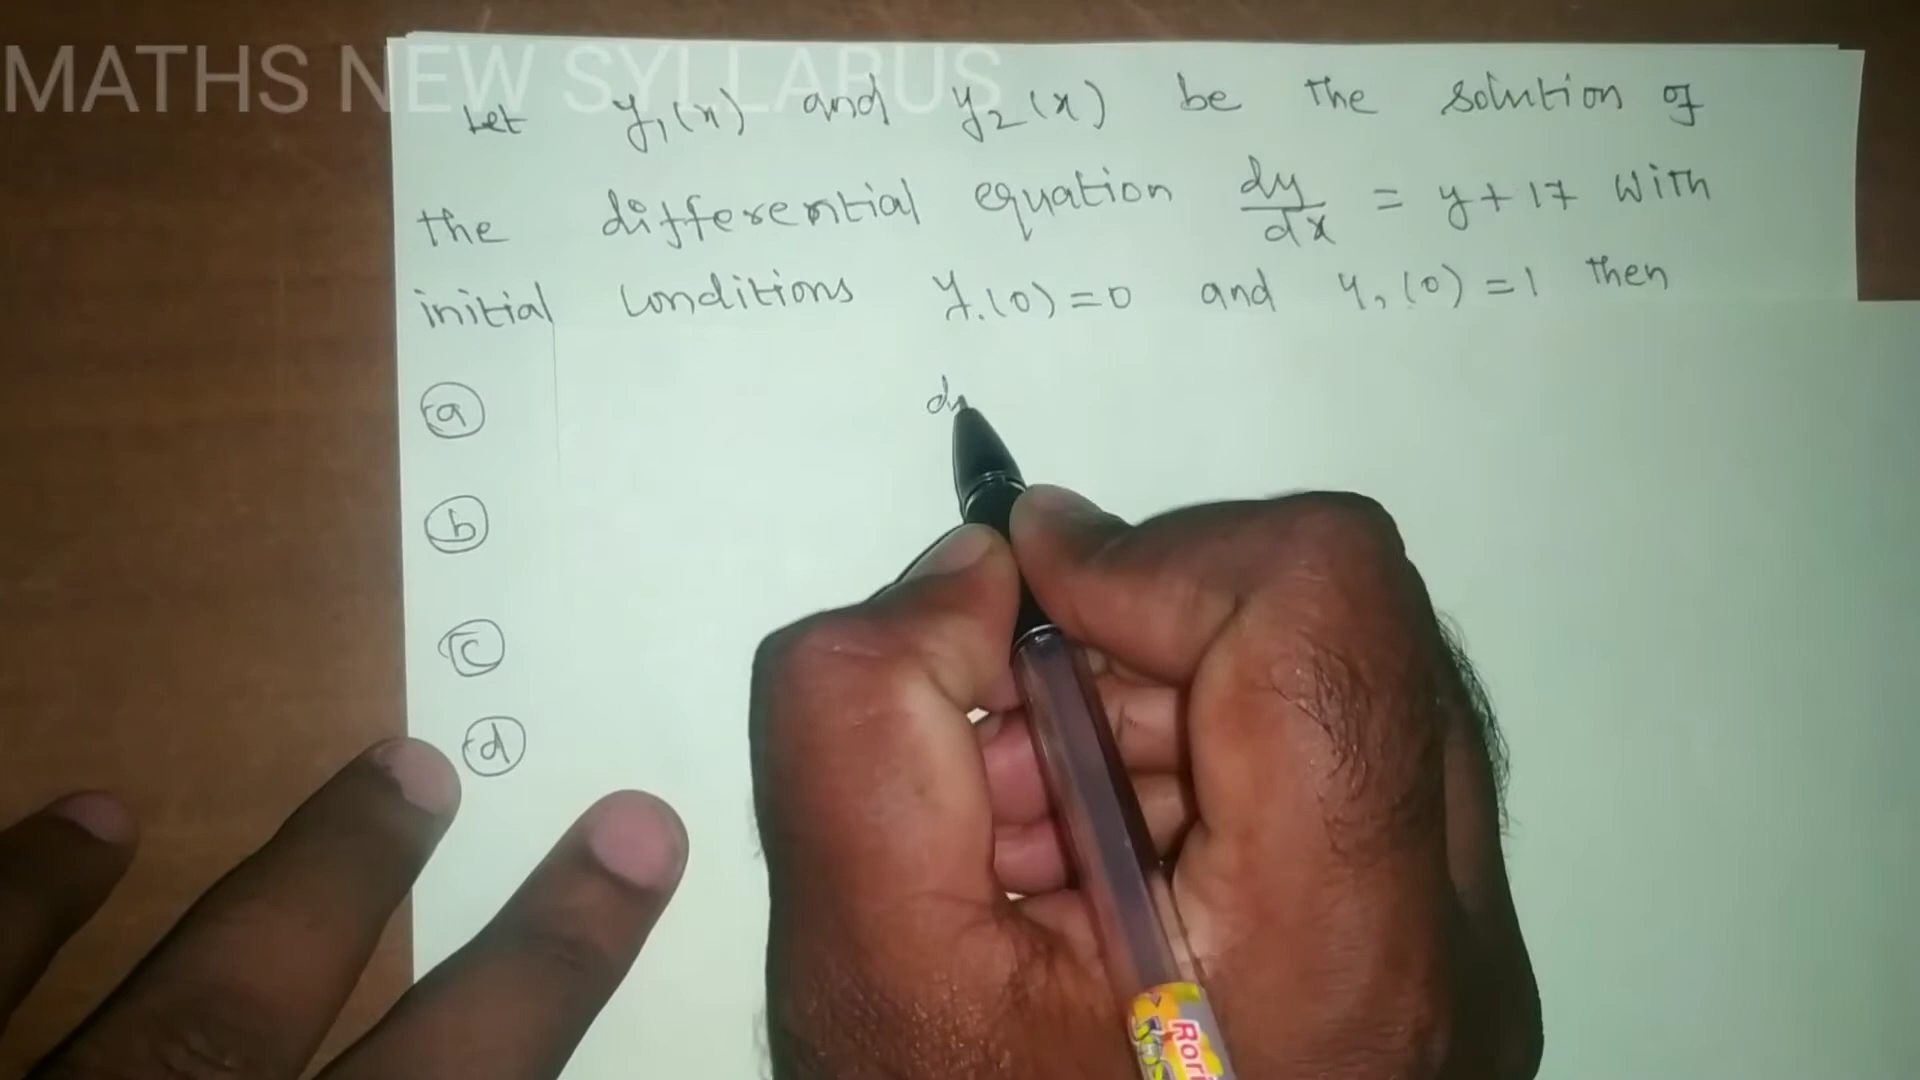 MATHS NEW SYLLABUS
Let y₁(x) and y₂(x) be the solution of
the differential equation dy/dx = y + 17 with
initial conditions y₁(0) = 0 and y₂(0) = 1 then
(a)
(b)
(c)
(d)
Rori